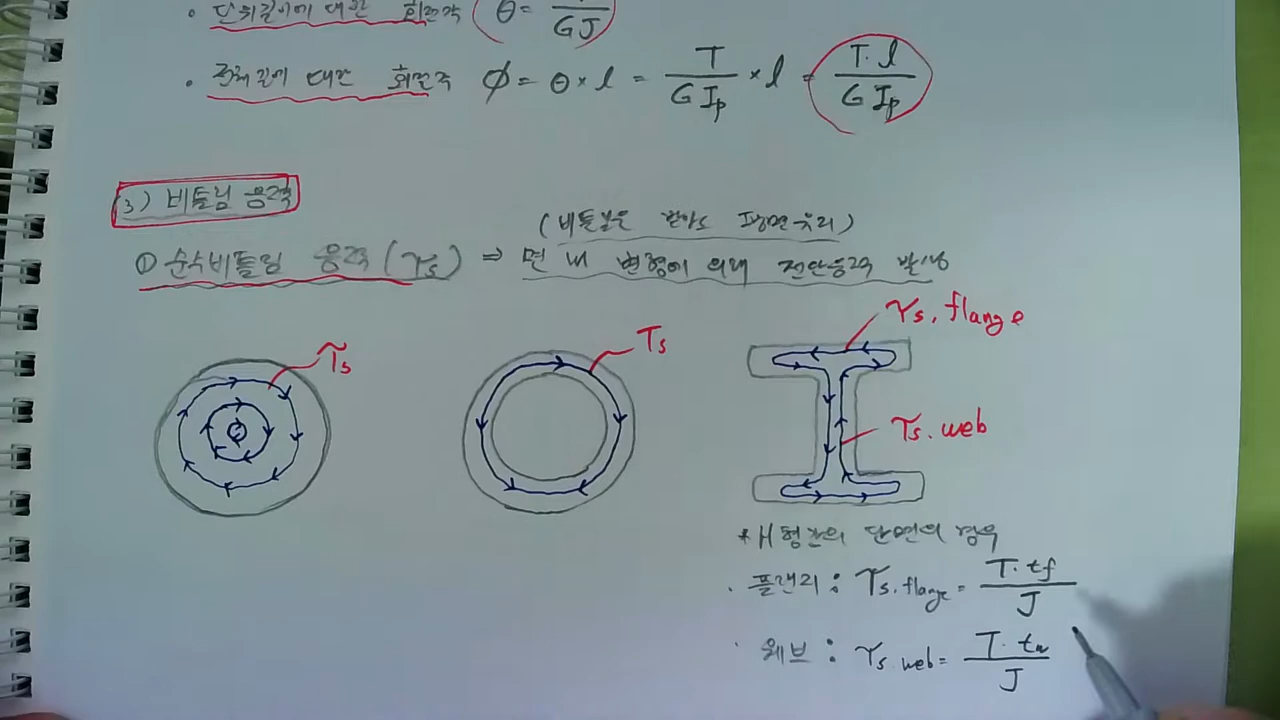 · 단위길이에 대한 회전각 θ = T/GJ
· 전체길이에 대한 회전각 ϕ = θ × l = T/GIp × l = T·l/GIp
3) 비틀림 응력
(비틀림을 받아도 평면유지)
① 순수비틀림 응력(τs) ⇒ 면 내 변형에 의해 전단응력 발생
τs, flange
τs
τs
τs. web
* H형강의 단면의 경우
· 플랜지 : τs.flange = T·tf/J
· 웨브 : τs web = T·tw/J